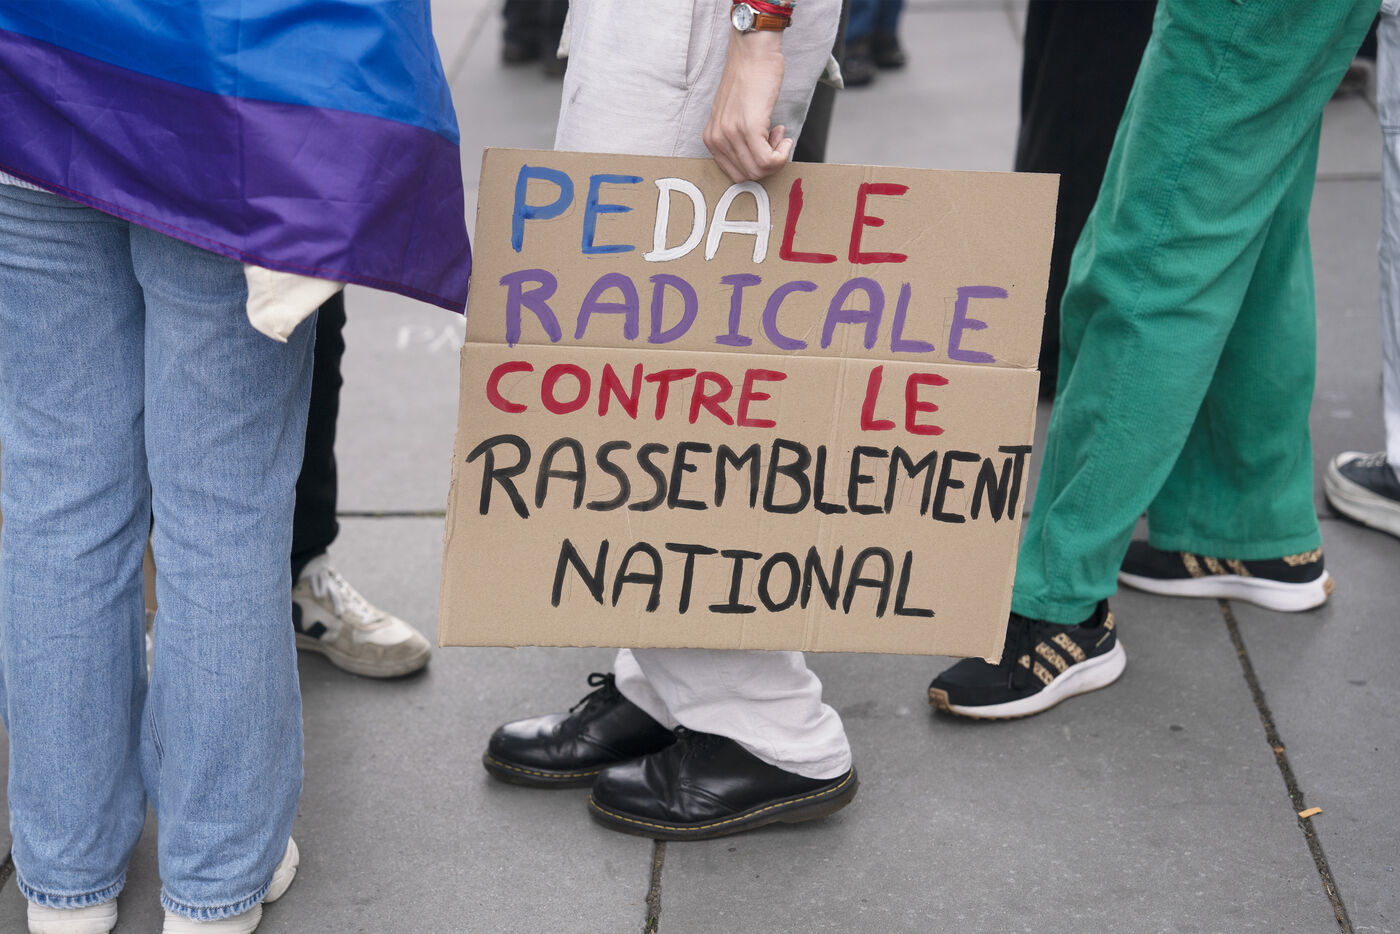 PEDALE
RADICALE
CONTRE LE
RASSEMBLEMENT
NATIONAL